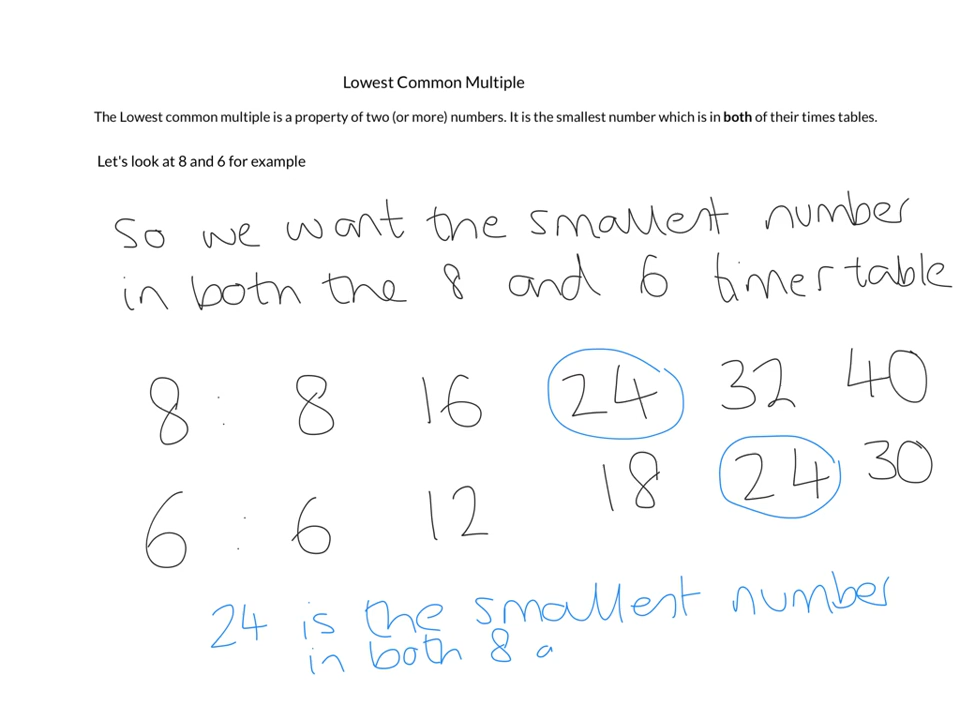 Lowest Common Multiple
The Lowest common multiple is a property of two (or more) numbers. It is the smallest number which is in both of their times tables.
Let's look at 8 and 6 for example
so we want the smallest number
in both the 8 and 6 times table
8 : 8 16 24 32 40
6 : 6 12 18 24 30
24 is the smallest number
in both 8 a